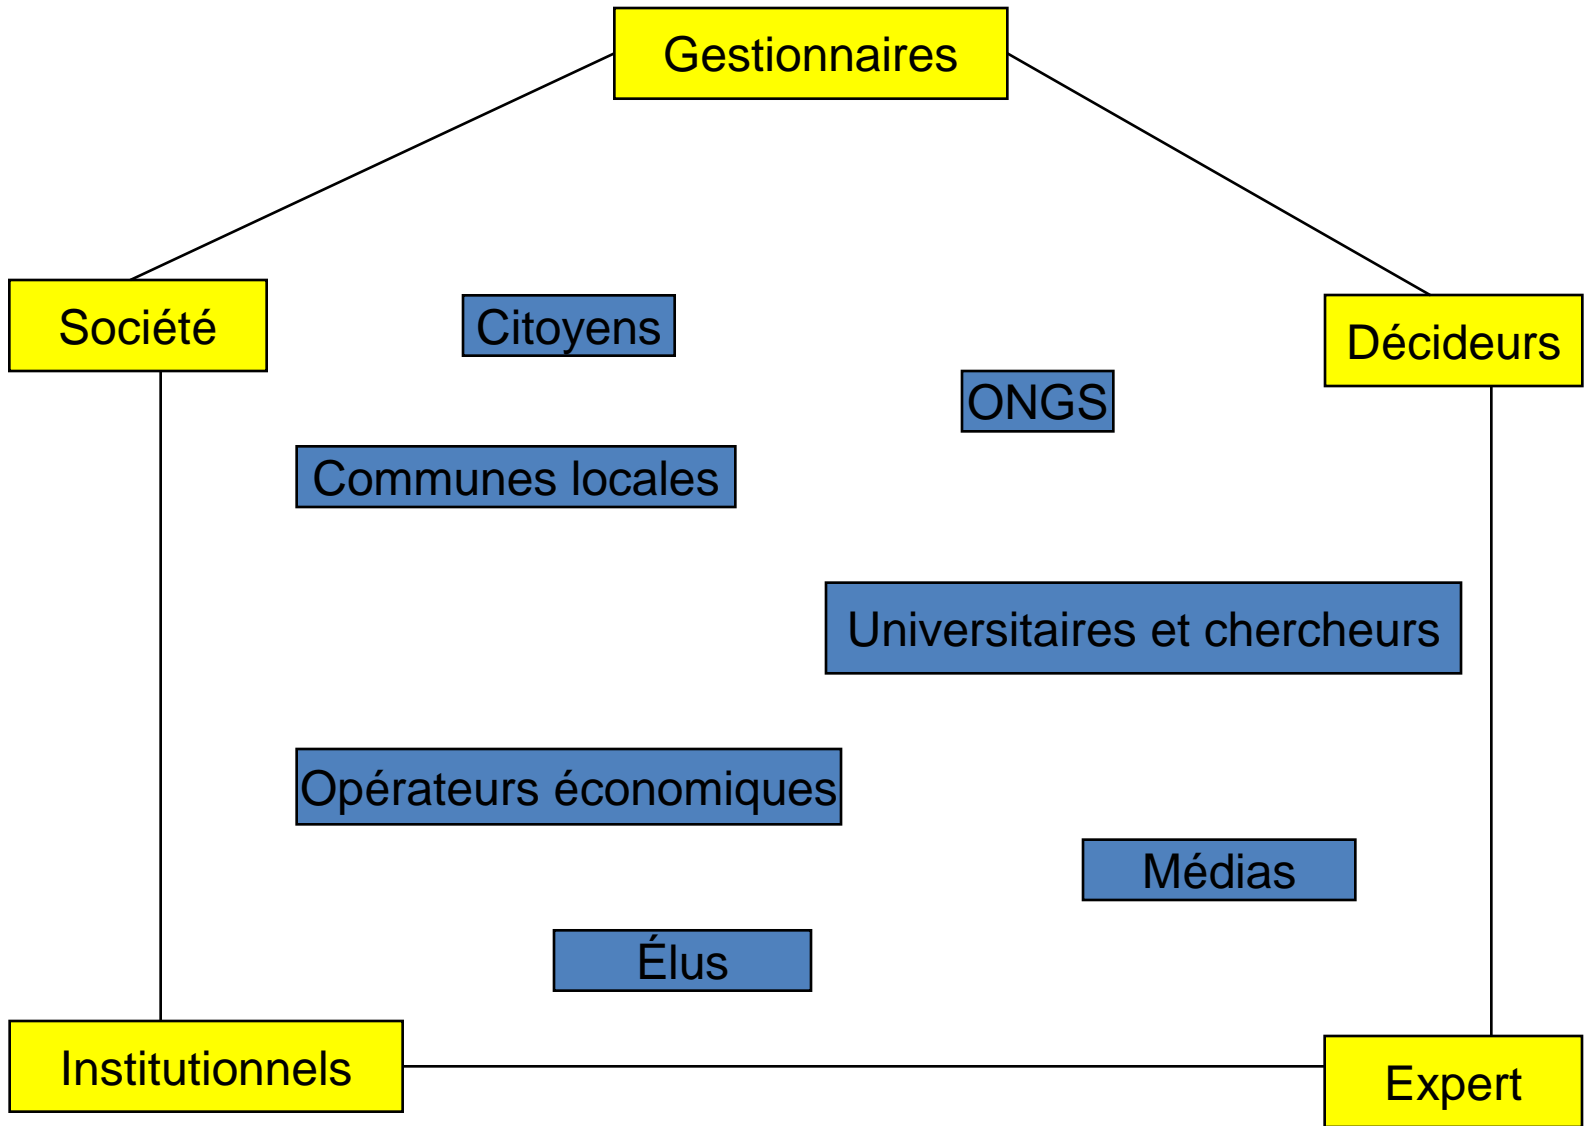 Gestionnaires
Société
Citoyens
Décideurs
ONGS
Communes locales
Universitaires et chercheurs
Opérateurs économiques
Médias
Élus
Institutionnels
Expert